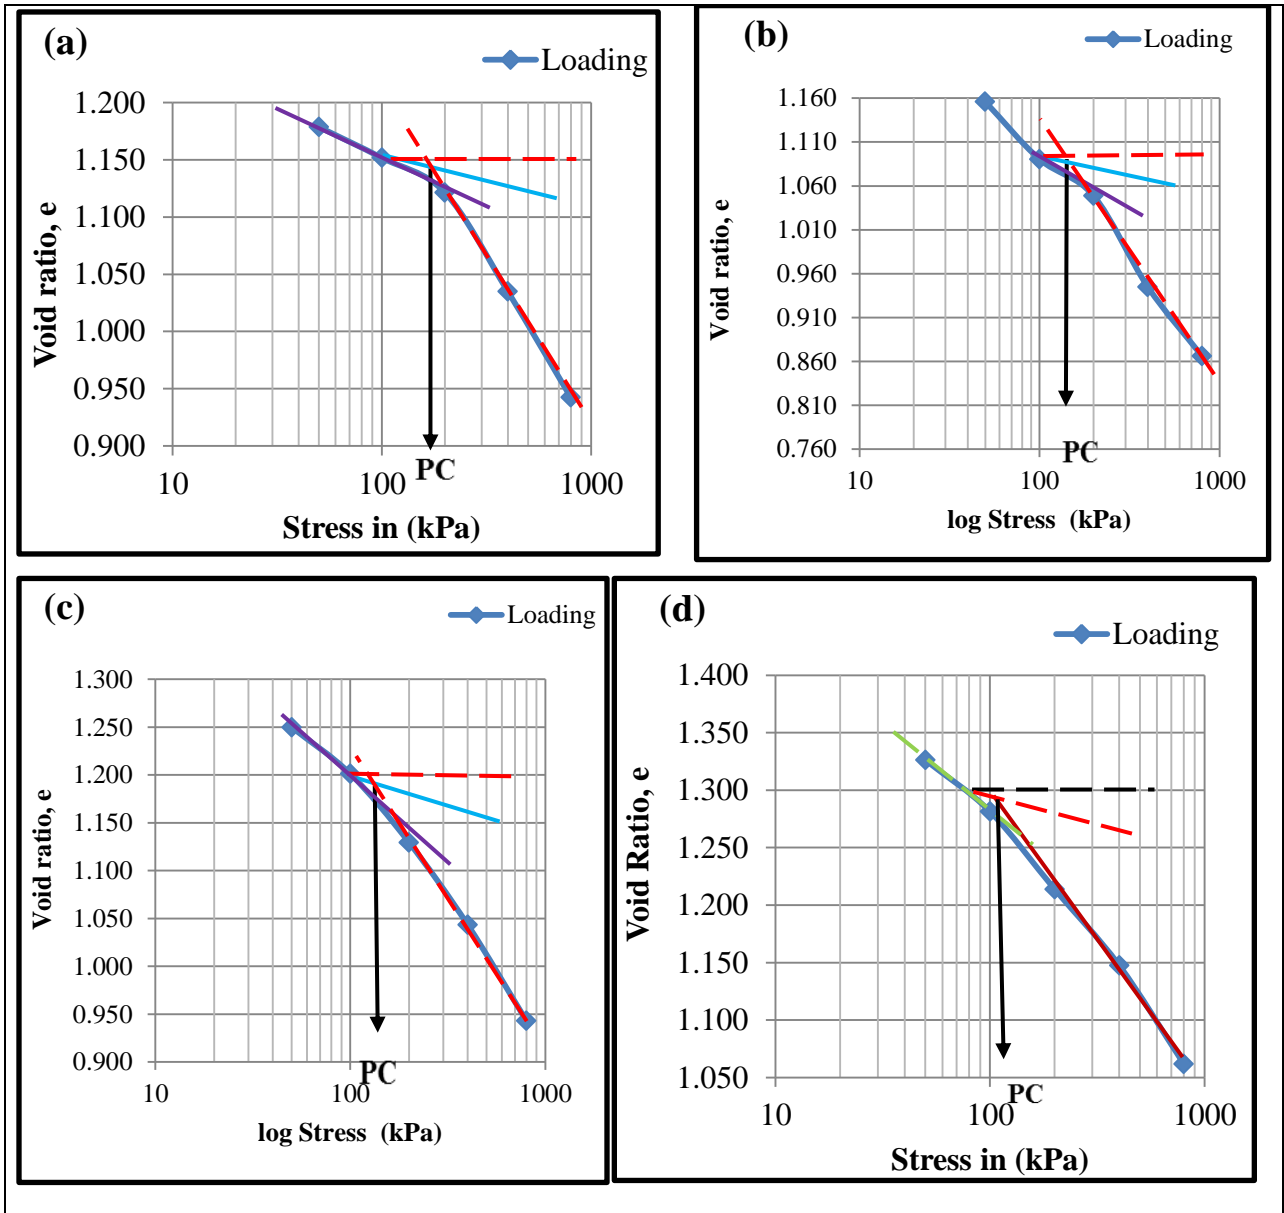 (a)
Loading
1.200
1.150
1.100
1.050
1.000
0.950
0.900
Void ratio, e
10 100 PC 1000
Stress in (kPa)
(b)
Loading
1.160
1.110
1.060
1.010
0.960
0.910
0.860
0.810
0.760
Void ratio, e
PC
10 100 1000
log Stress (kPa)
(c)
Loading
1.300
1.250
1.200
1.150
1.100
1.050
1.000
0.950
0.900
Void ratio, e
PC
10 100 1000
log Stress (kPa)
(d)
Loading
1.400
1.350
1.300
1.250
1.200
1.150
1.100
1.050
Void Ratio, e
PC
10 100 1000
Stress in (kPa)